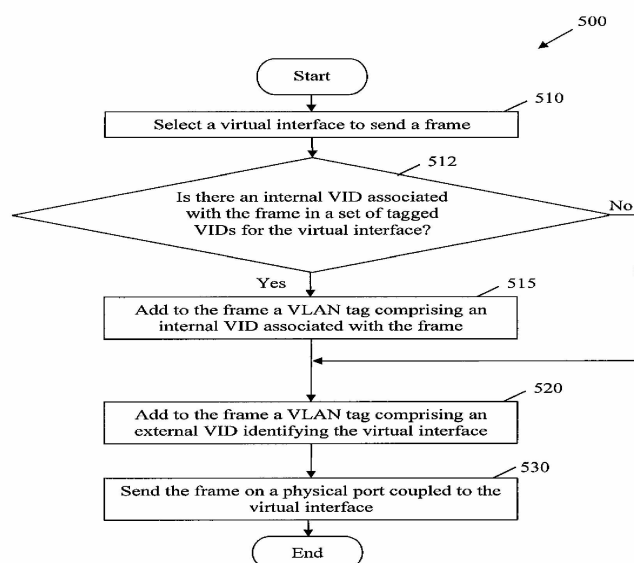 500
Start
510
Select a virtual interface to send a frame
512
Is there an internal VID associated
with the frame in a set of tagged
VIDs for the virtual interface?
No
Yes
515
Add to the frame a VLAN tag comprising an
internal VID associated with the frame
520
Add to the frame a VLAN tag comprising an
external VID identifying the virtual interface
530
Send the frame on a physical port coupled to the
virtual interface
End